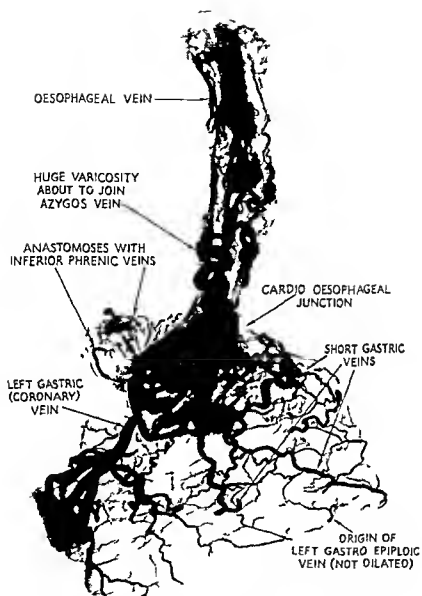 OESOPHAGEAL VEIN
HUGE VARICOSITY
ABOUT TO JOIN
AZYGOS VEIN
ANASTOMOSES WITH
INFERIOR PHRENIC VEINS
CARDIO OESOPHAGEAL
JUNCTION
SHORT GASTRIC
VEINS
LEFT GASTRIC
(CORONARY)
VEIN
ORIGIN OF
LEFT GASTRO EPIPLOIC
VEIN (NOT DILATED)